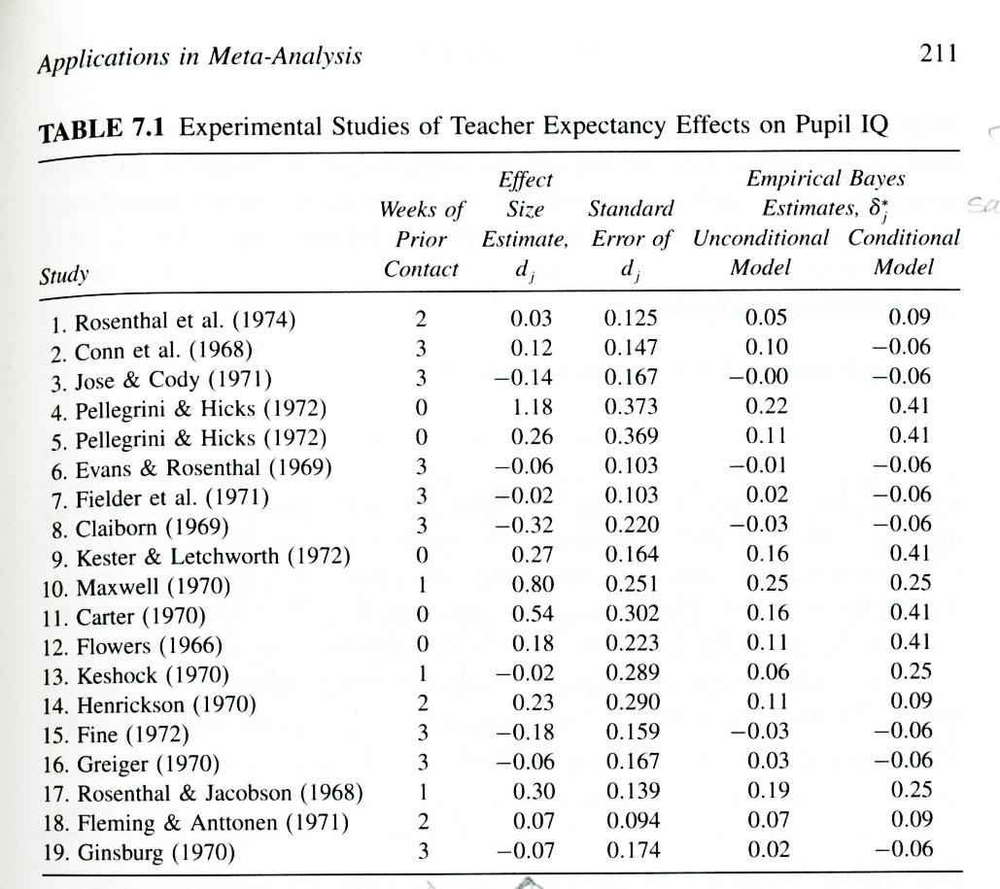 Applications in Meta-Analysis 211
TABLE 7.1 Experimental Studies of Teacher Expectancy Effects on Pupil IQ
Effect Empirical Bayes
Weeks of Size Standard Estimates, δ*j
Prior Estimate, Error of Unconditional Conditional
Study Contact dj dj Model Model
1. Rosenthal et al. (1974) 2 0.03 0.125 0.05 0.09
2. Conn et al. (1968) 3 0.12 0.147 0.10 −0.06
3. Jose & Cody (1971) 3 −0.14 0.167 −0.00 −0.06
4. Pellegrini & Hicks (1972) 0 1.18 0.373 0.22 0.41
5. Pellegrini & Hicks (1972) 0 0.26 0.369 0.11 0.41
6. Evans & Rosenthal (1969) 3 −0.06 0.103 −0.01 −0.06
7. Fielder et al. (1971) 3 −0.02 0.103 0.02 −0.06
8. Claiborn (1969) 3 −0.32 0.220 −0.03 −0.06
9. Kester & Letchworth (1972) 0 0.27 0.164 0.16 0.41
10. Maxwell (1970) 1 0.80 0.251 0.25 0.25
11. Carter (1970) 0 0.54 0.302 0.16 0.41
12. Flowers (1966) 0 0.18 0.223 0.11 0.41
13. Keshock (1970) 1 −0.02 0.289 0.06 0.25
14. Henrickson (1970) 2 0.23 0.290 0.11 0.09
15. Fine (1972) 3 −0.18 0.159 −0.03 −0.06
16. Greiger (1970) 3 −0.06 0.167 0.03 −0.06
17. Rosenthal & Jacobson (1968) 1 0.30 0.139 0.19 0.25
18. Fleming & Anttonen (1971) 2 0.07 0.094 0.07 0.09
19. Ginsburg (1970) 3 −0.07 0.174 0.02 −0.06